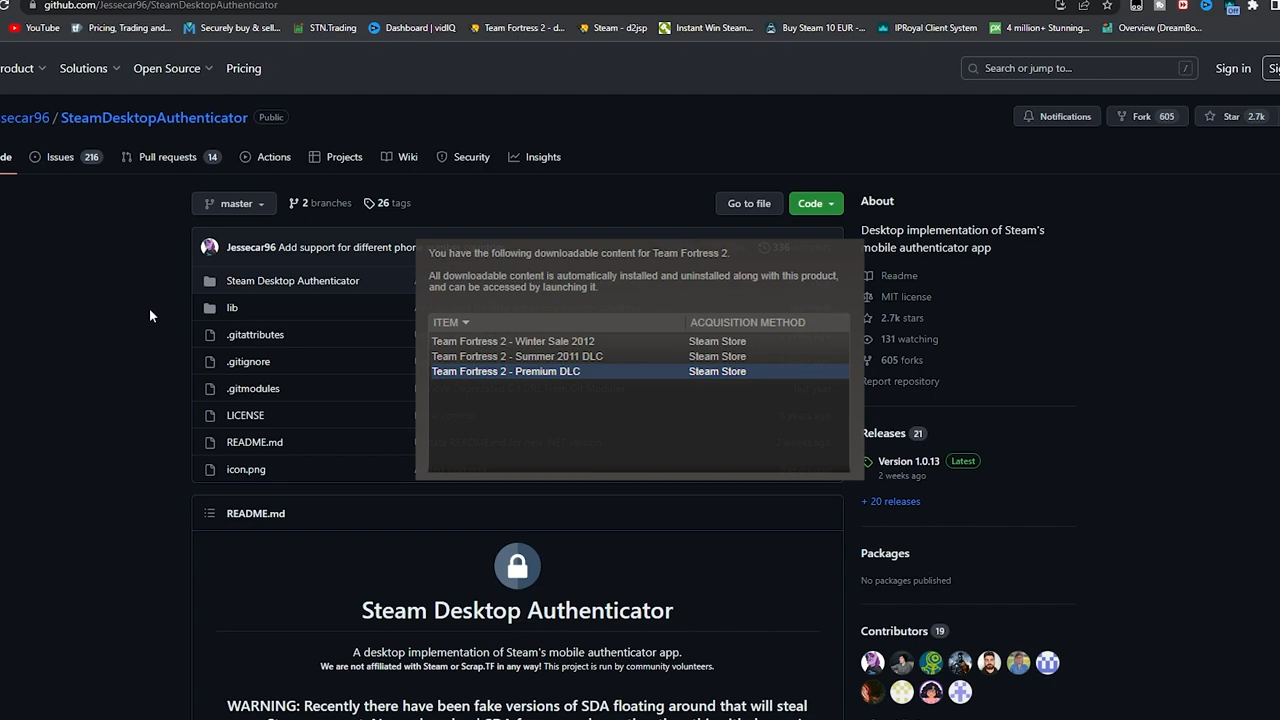 github.com/Jessecar96/SteamDesktopAuthenticator
YouTube Pricing, Trading and... Securely buy & sell... STN.Trading Dashboard | vidIQ Team Fortress 2 - d... Steam - d2jsp Instant Win Steam... Buy Steam 10 EUR -... IPRoyal Client System 4 million+ Stunning... Overview (DreamBo...
Off
roduct Solutions Open Source Pricing Search or jump to... / Sign in Si
ssecar96 / SteamDesktopAuthenticator Public Notifications Fork 605 Star 2.7k
de Issues 216 Pull requests 14 Actions Projects Wiki Security Insights
master 2 branches 26 tags Go to file Code
About
Desktop implementation of Steam's
mobile authenticator app
Readme
MIT license
2.7k stars
131 watching
605 forks
Report repository
Jessecar96 Add support for different phone 336
Steam Desktop Authenticator
lib
.gitattributes
.gitignore
.gitmodules
LICENSE
README.md
icon.png
You have the following downloadable content for Team Fortress 2.
All downloadable content is automatically installed and uninstalled along with this product,
and can be accessed by launching it.
ITEM ACQUISITION METHOD
Team Fortress 2 - Winter Sale 2012 Steam Store
Team Fortress 2 - Summer 2011 DLC Steam Store
Team Fortress 2 - Premium DLC Steam Store
Releases 21
Version 1.0.13 Latest
2 weeks ago
+ 20 releases
Packages
No packages published
Contributors 19
README.md
Steam Desktop Authenticator
A desktop implementation of Steam's mobile authenticator app.
We are not affiliated with Steam or Scrap.TF in any way! This project is run by community volunteers.
WARNING: Recently there have been fake versions of SDA floating around that will steal